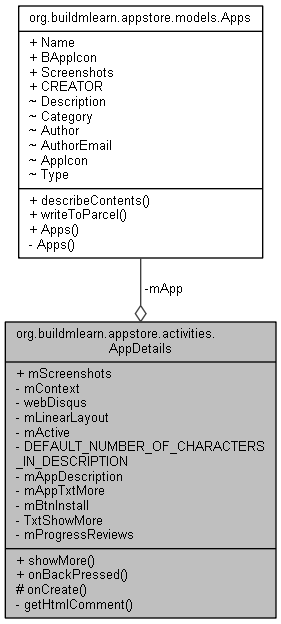 org.buildmlearn.appstore.models.Apps
+ Name
+ BAppIcon
+ Screenshots
+ CREATOR
~ Description
~ Category
~ Author
~ AuthorEmail
~ AppIcon
~ Type
+ describeContents()
+ writeToParcel()
+ Apps()
- Apps()
-mApp
org.buildmlearn.appstore.activities.
AppDetails
+ mScreenshots
- mContext
- webDisqus
- mLinearLayout
- mActive
- DEFAULT_NUMBER_OF_CHARACTERS
_IN_DESCRIPTION
- mAppDescription
- mAppTxtMore
- mBtnInstall
- TxtShowMore
- mProgressReviews
+ showMore()
+ onBackPressed()
# onCreate()
- getHtmlComment()